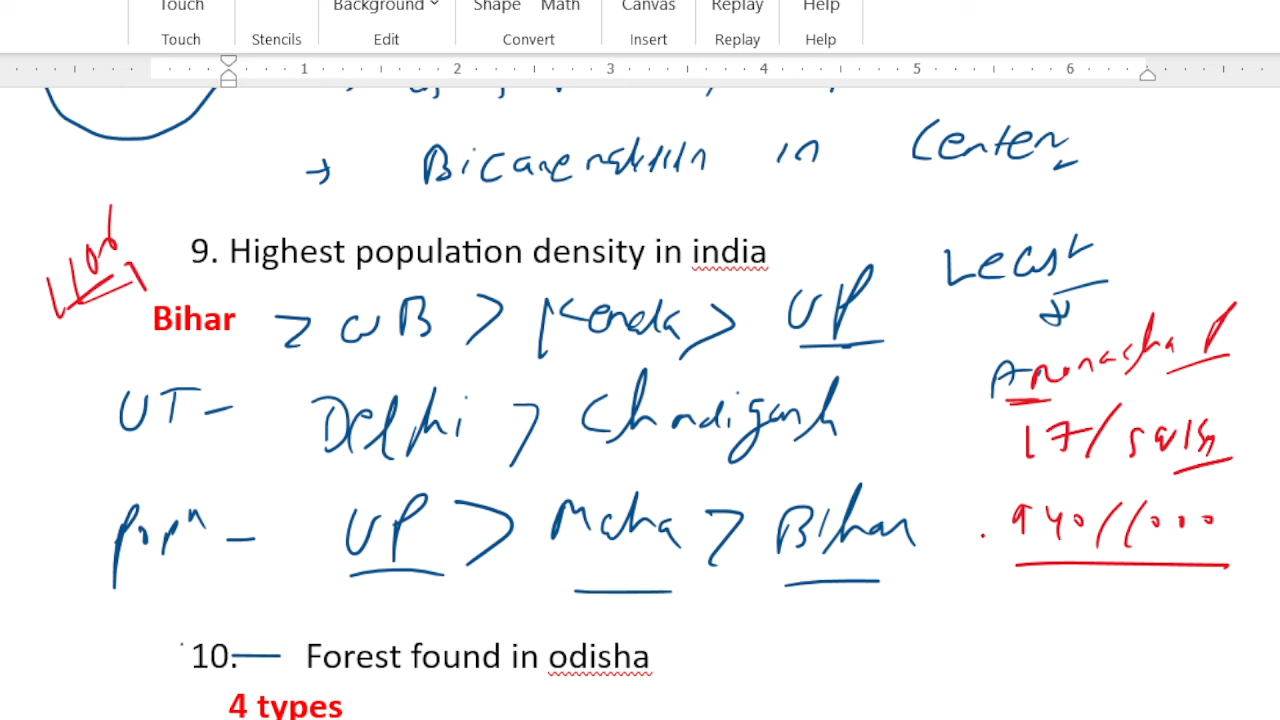 Touch Background Shape Math Canvas Replay Help
Touch Stencils Edit Convert Insert Replay Help
1 2 3 4 5 6
→ in Center
9. Highest population density in india
1106 Least
Bihar > WB > Kerala > UP
Arunachal P
UT - Delhi > Chandigarh
17/ sqkm
Popn - UP > Maha > Bihar
940//000
10. Forest found in odisha
4 types